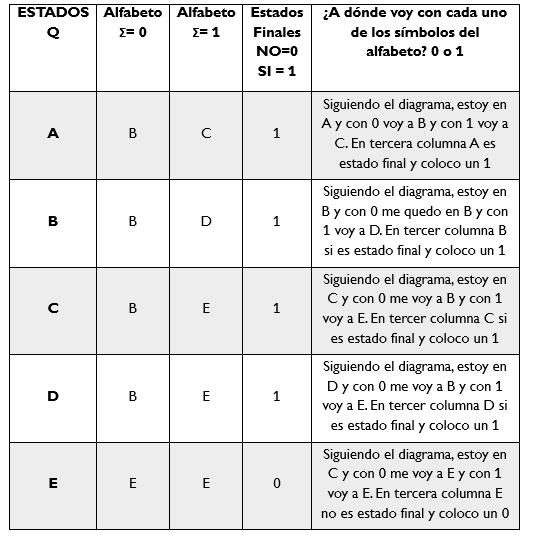 ESTADOS Alfabeto Alfabeto Estados ¿A dónde voy con cada uno
Q Σ= 0 Σ= 1 Finales de los símbolos del
NO=0 alfabeto? 0 o 1
SI = 1
Siguiendo el diagrama, estoy en
A y con 0 voy a B y con 1 voy a
A B C 1 C. En tercera columna A es
estado final y coloco un 1
Siguiendo el diagrama, estoy en
B y con 0 me quedo en B y con
B B D 1 1 voy a D. En tercer columna B
si es estado final y coloco un 1
Siguiendo el diagrama, estoy en
C y con 0 me voy a B y con 1
C B E 1 voy a E. En tercer columna C si
es estado final y coloco un 1
Siguiendo el diagrama, estoy en
D y con 0 me voy a B y con 1
D B E 1 voy a E. En tercer columna D si
es estado final y coloco un 1
Siguiendo el diagrama, estoy en
C y con 0 me voy a E y con 1
E E E 0 voy a E. En tercera columna E
no es estado final y coloco un 0